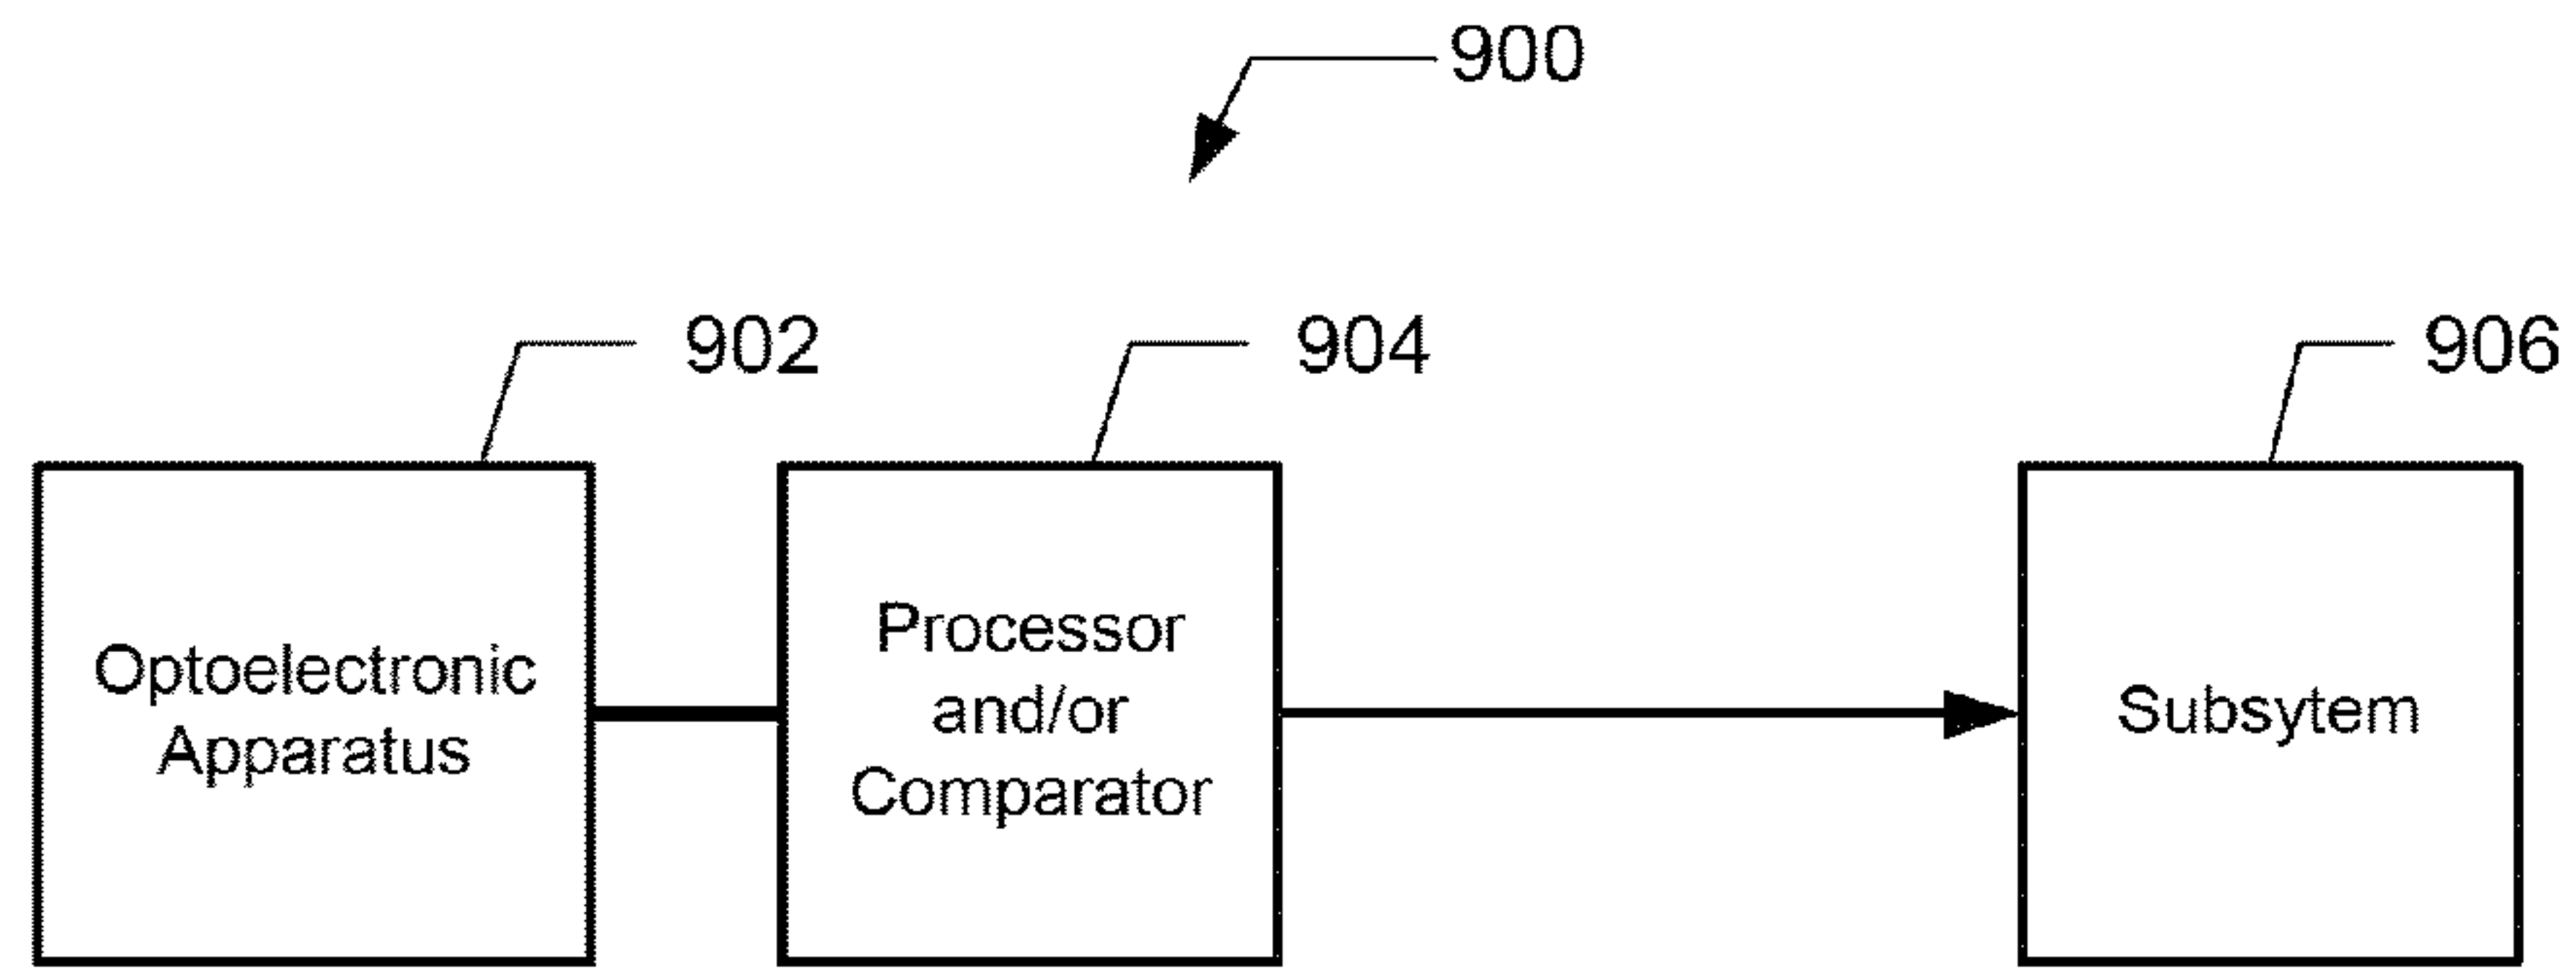 900
902
904
906
Optoelectronic
Apparatus
Processor
and/or
Comparator
Subsytem